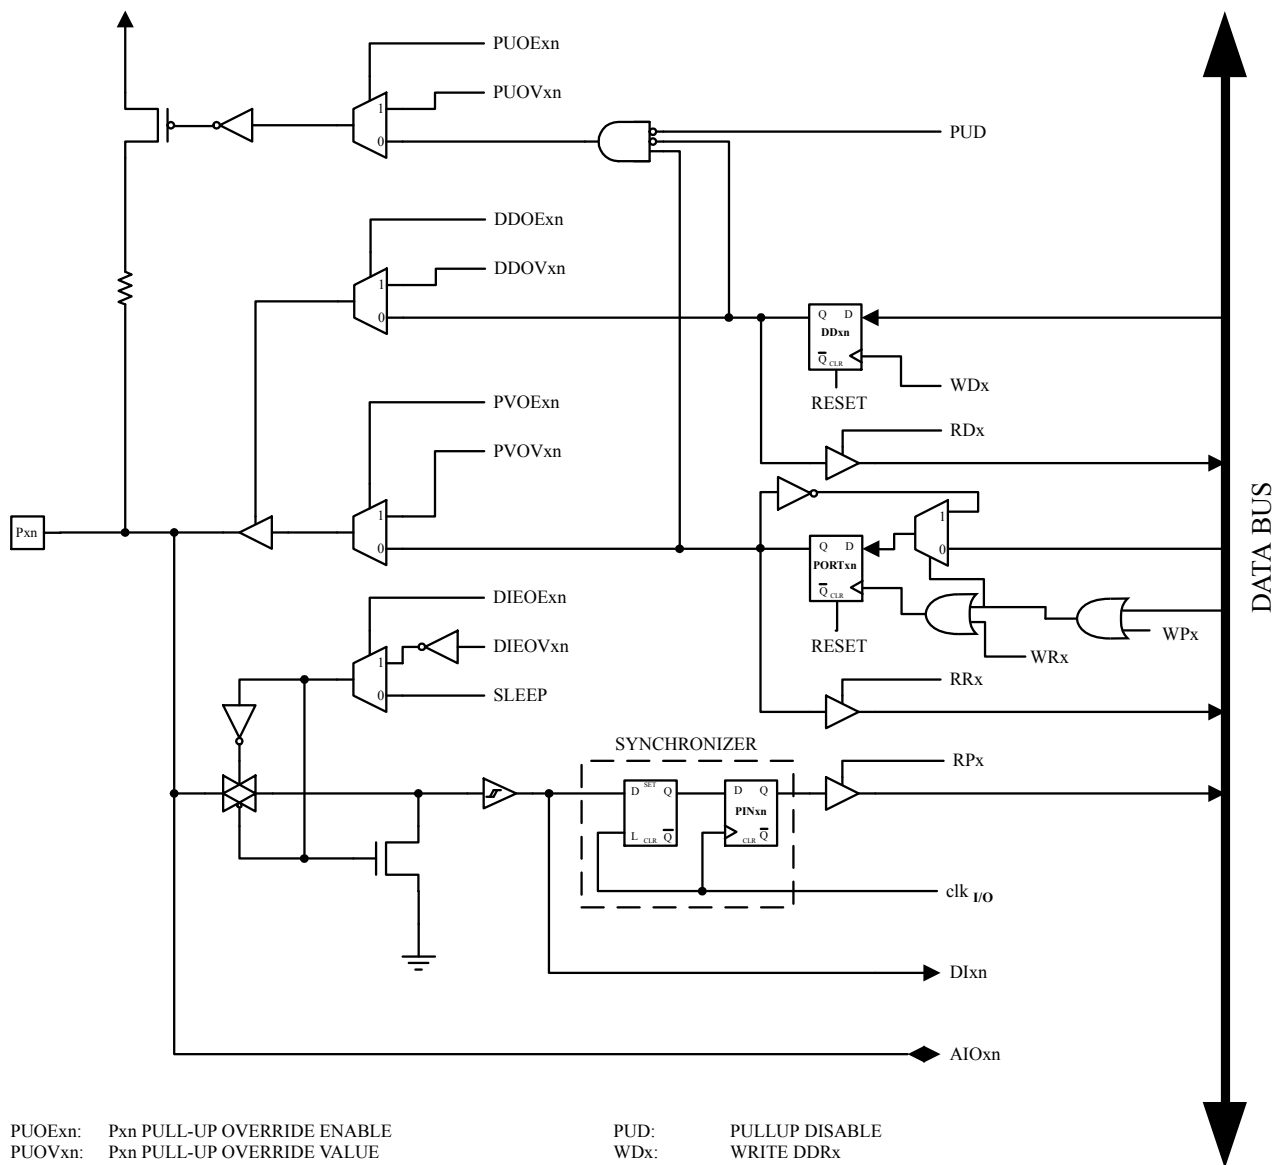 PUOExn
PUOVxn
1
0
PUD
DDOExn
DDOVxn
1
0
Q D
DDxn
Q CLR
WDx
RESET
RDx
PVOExn
PVOVxn
1
0
Pxn
1
0
Q D
PORTxn
Q CLR
RESET
WRx
WPx
DATA BUS
DIEOExn
DIEOVxn
1
0
SLEEP
RRx
SYNCHRONIZER
RPx
D SET Q
L CLR Q
D Q
PINxn
CLR Q
clk I/O
DIxn
AIOxn
PUOExn: Pxn PULL-UP OVERRIDE ENABLE
PUOVxn: Pxn PULL-UP OVERRIDE VALUE
PUD: PULLUP DISABLE
WDx: WRITE DDRx